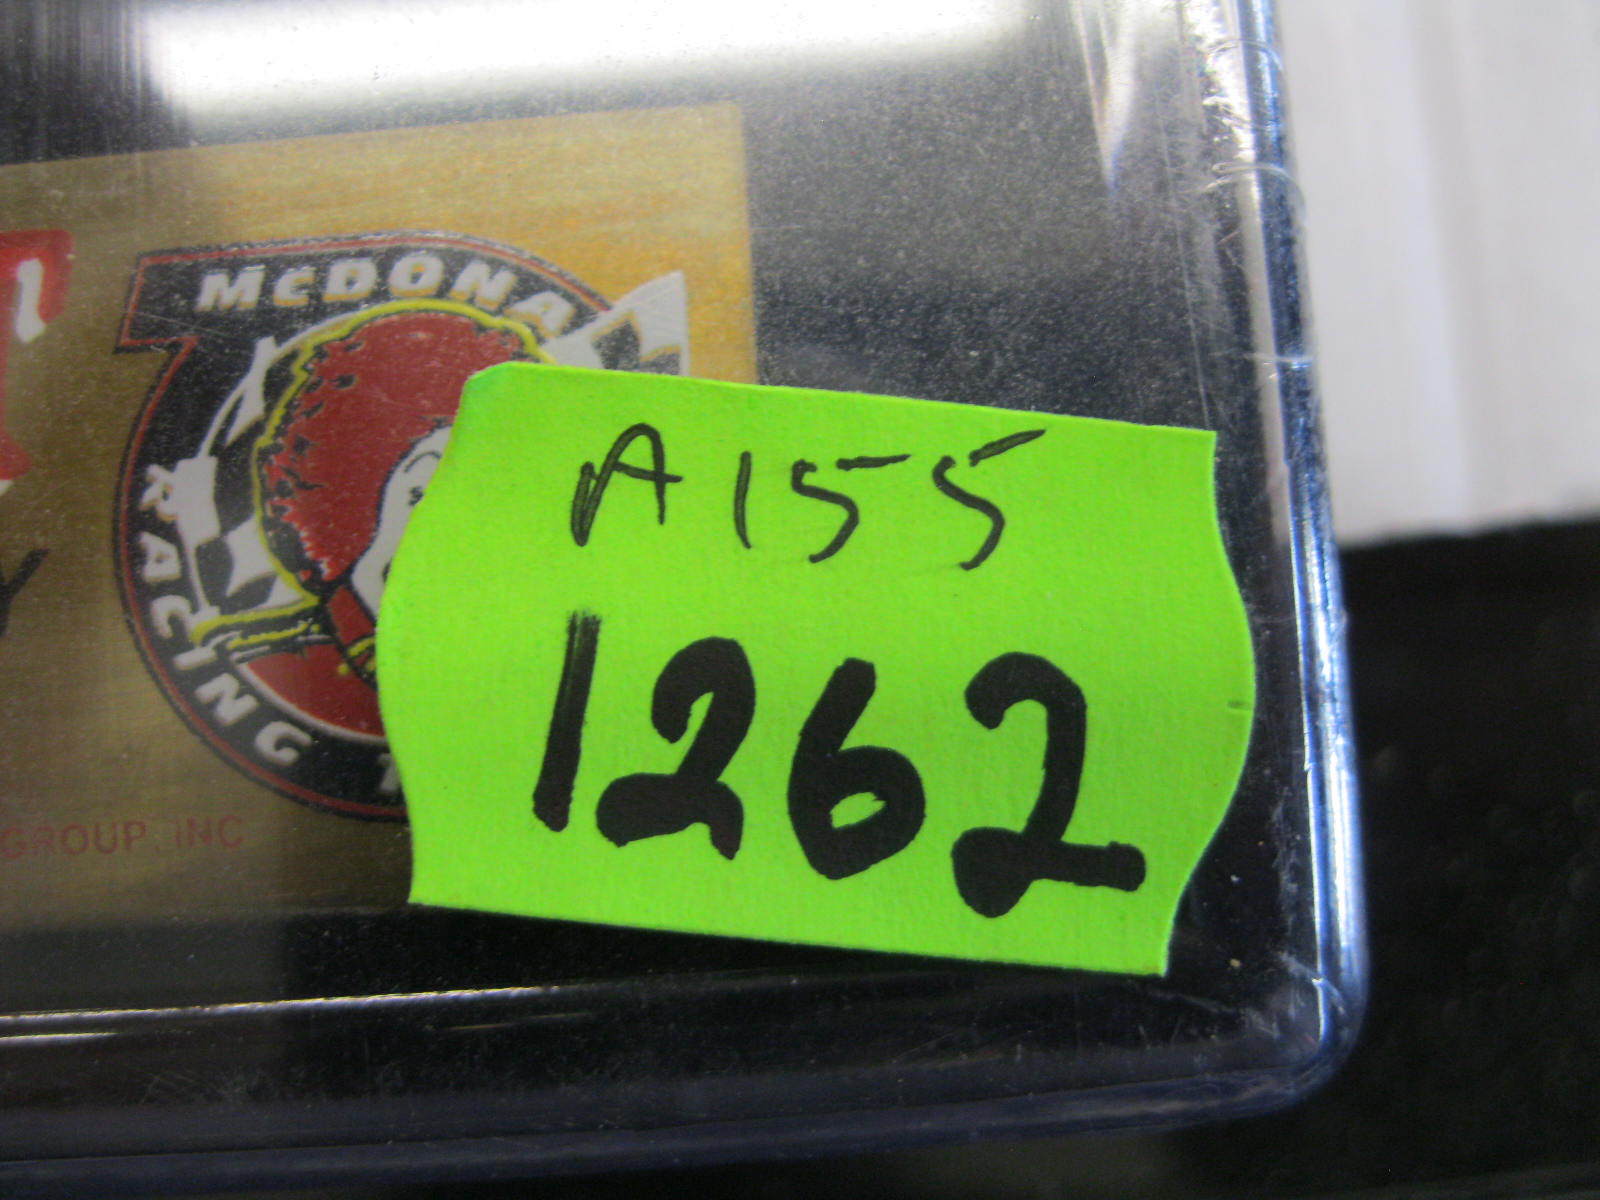 McDONA
RACING T
GROUP, INC
A155
1262